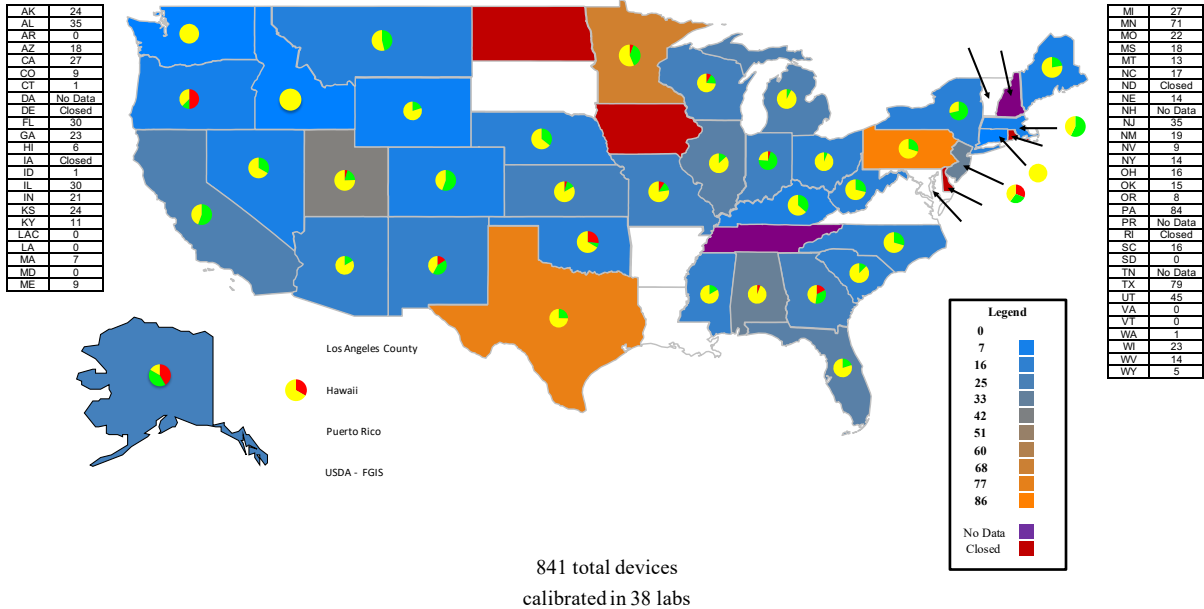 AK 24
AL 35
AR 0
AZ 18
CA 27
CO 9
CT 1
DA No Data
DE Closed
FL 30
GA 23
HI 6
IA Closed
ID 1
IL 30
IN 21
KS 24
KY 11
LAC 0
LA 0
MA 7
MD 0
ME 9
MI 27
MN 71
MO 22
MS 18
MT 13
NC 17
ND Closed
NE 14
NH No Data
NJ 35
NM 19
NV 9
NY 14
OH 16
OK 15
OR 8
PA 84
PR No Data
RI Closed
SC 16
SD 0
TN No Data
TX 79
UT 45
VA 0
VT 0
WA 1
WI 23
WV 14
WY 5
Los Angeles County
Hawaii
Puerto Rico
USDA - FGIS
Legend
0
7
16
25
33
42
51
60
68
77
86
No Data
Closed
841 total devices
calibrated in 38 labs